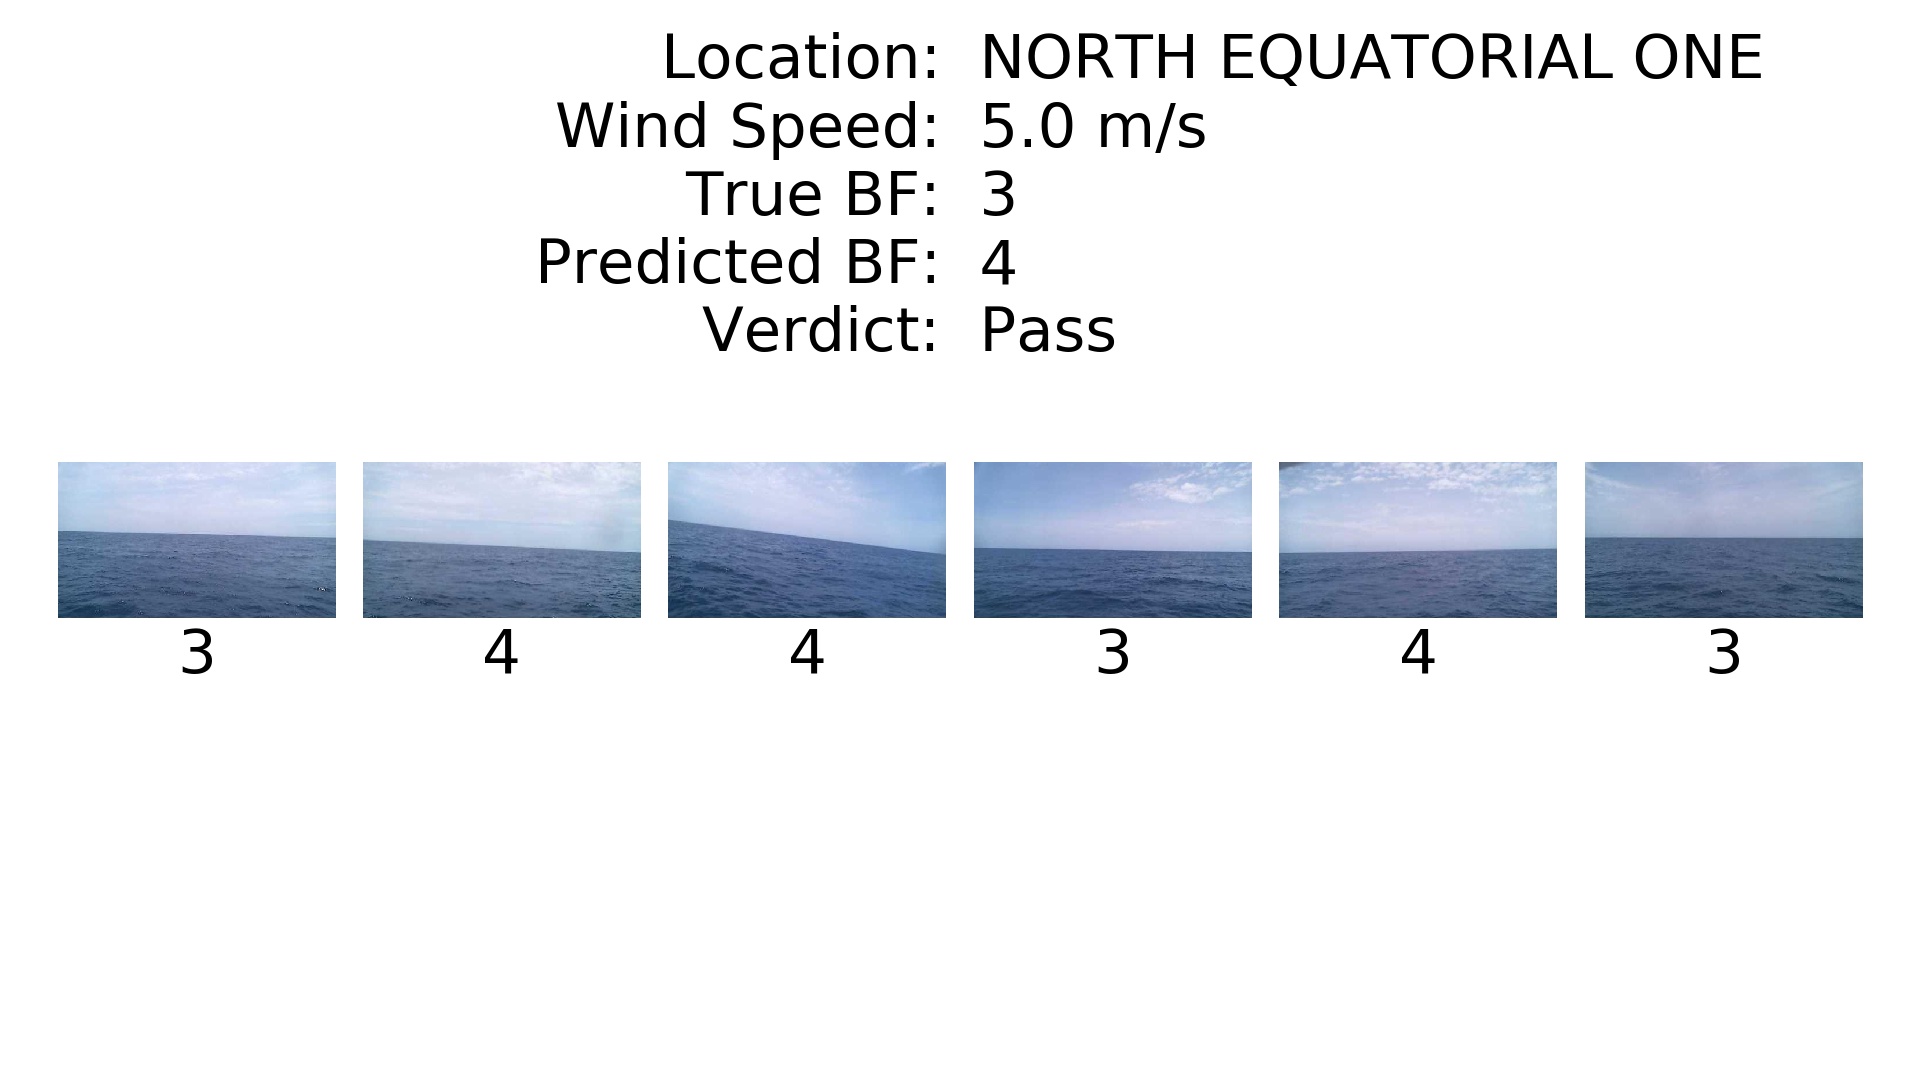 Location: NORTH EQUATORIAL ONE
Wind Speed: 5.0 m/s
True BF: 3
Predicted BF: 4
Verdict: Pass
3 4 4 3 4 3